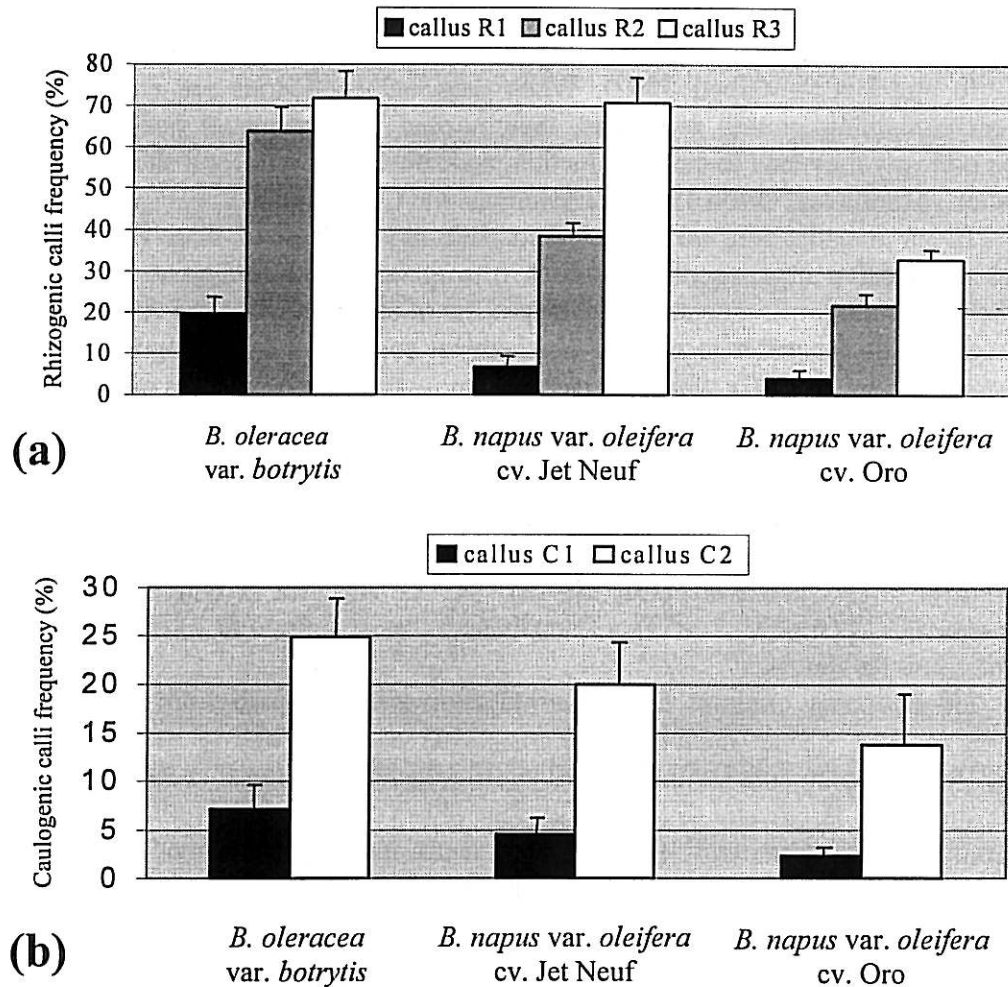 callus R1 callus R2 callus R3
Rhizogenic calli frequency (%)
80
70
60
50
40
30
20
10
0
B. oleracea
var. botrytis
B. napus var. oleifera
cv. Jet Neuf
B. napus var. oleifera
cv. Oro
(a)
callus C1 callus C2
Caulogenic calli frequency (%)
30
25
20
15
10
5
0
B. oleracea
var. botrytis
B. napus var. oleifera
cv. Jet Neuf
B. napus var. oleifera
cv. Oro
(b)